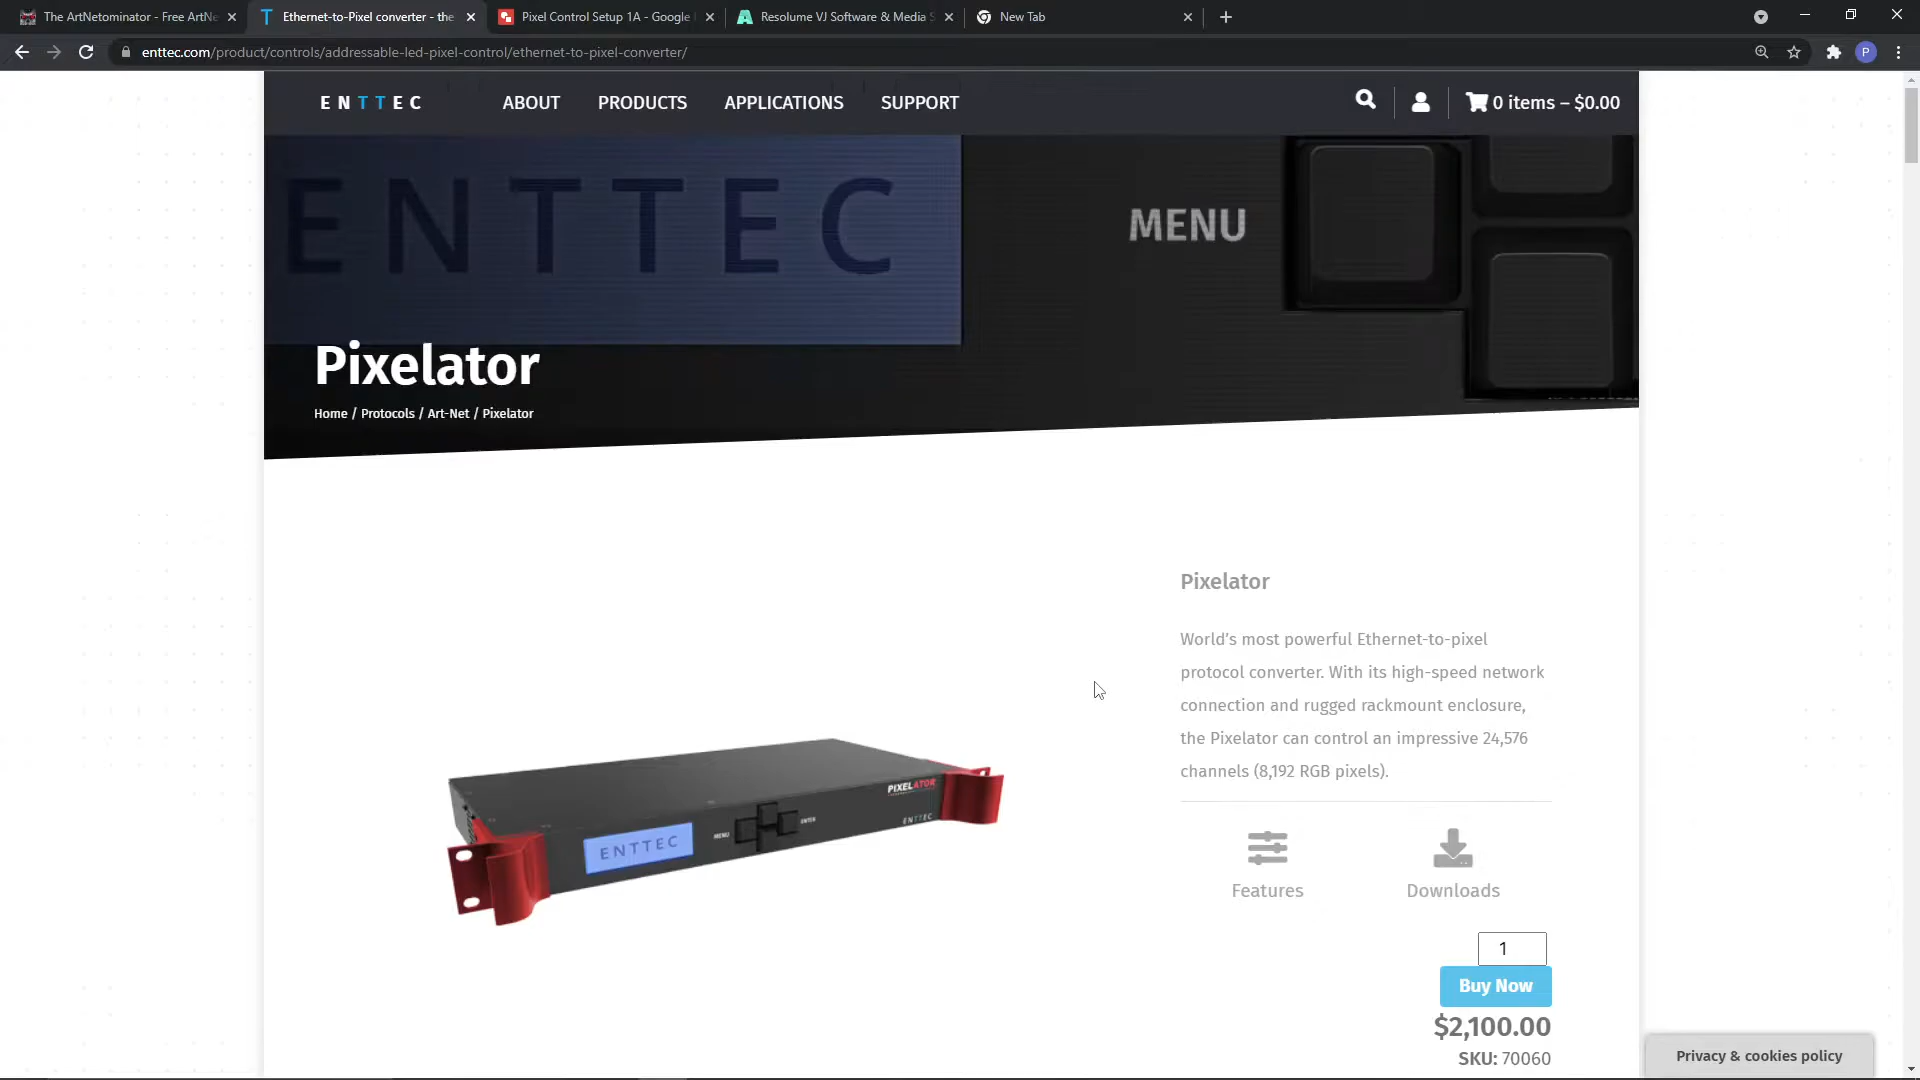 The ArtNetominator - Free ArtNe
Ethernet-to-Pixel converter - the
Pixel Control Setup 1A - Google
Resolume VJ Software & Media S
New Tab
enttec.com/product/controls/addressable-led-pixel-control/ethernet-to-pixel-converter/
P
ENTTEC
ABOUT
PRODUCTS
APPLICATIONS
SUPPORT
0 items – $0.00
ENTTEC
MENU
Pixelator
Home / Protocols / Art-Net / Pixelator
Pixelator
World’s most powerful Ethernet-to-pixel
protocol converter. With its high-speed network
connection and rugged rackmount enclosure,
the Pixelator can control an impressive 24,576
channels (8,192 RGB pixels).
PIXELATOR
ENTTEC
MENU
ENTER
ENTTEC
Features
Downloads
1
Buy Now
$2,100.00
SKU: 70060
Privacy & cookies policy